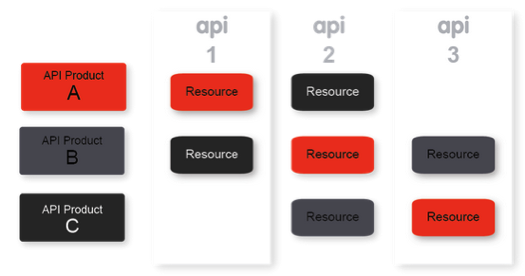 api api api
1 2 3
API Product
A
Resource Resource
API Product
B
Resource Resource Resource
API Product
C
Resource Resource